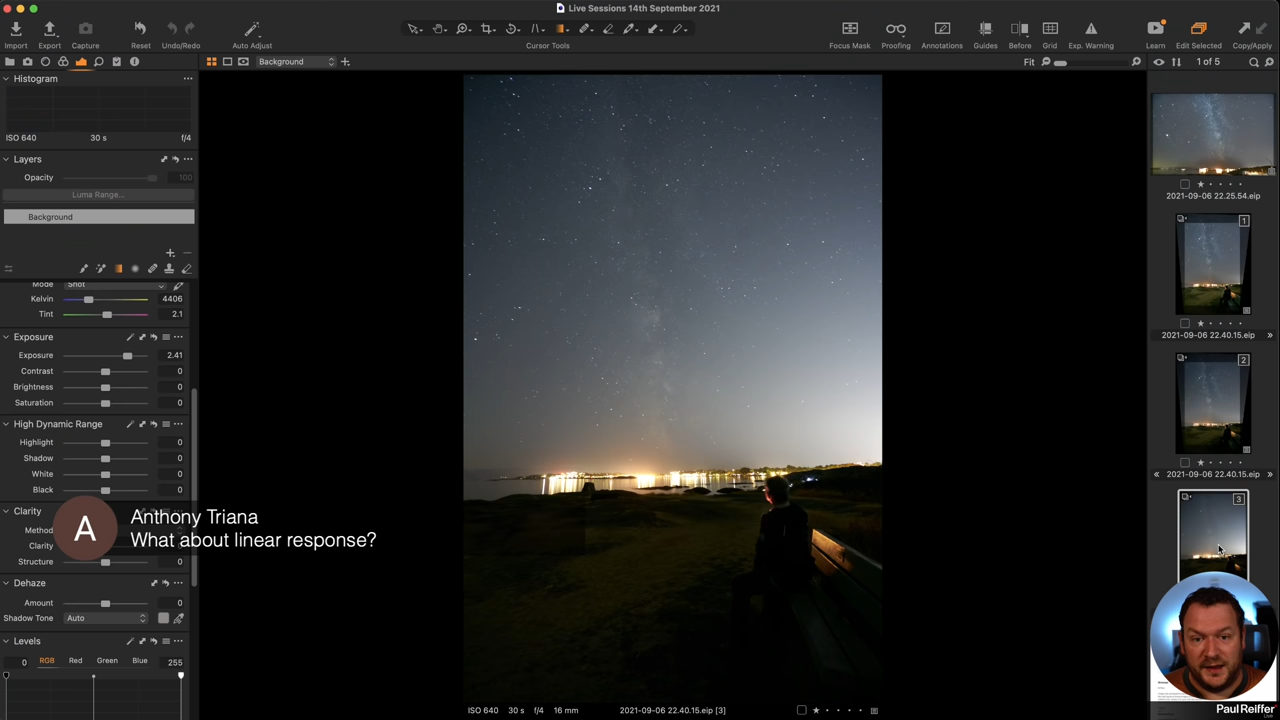 Live Sessions 14th September 2021
Import
Export
Capture
Reset
Undo/Redo
Auto Adjust
Cursor Tools
Focus Mask
Proofing
Annotations
Guides
Before
Grid
Exp. Warning
Learn
Edit Selected
Copy/Apply
Background
Fit
1 of 5
Histogram
ISO 640 30 s f/4
Layers
Opacity 100
Luma Range...
Background
Mode Shot
Kelvin 4406
Tint 2.1
Exposure
Exposure 2.41
Contrast 0
Brightness 0
Saturation 0
High Dynamic Range
Highlight 0
Shadow 0
White 0
Black 0
Clarity
Method
Clarity
Structure 0
A
Anthony Triana
What about linear response?
Dehaze
Amount 0
Shadow Tone Auto
Levels
0 RGB Red Green Blue 255
ISO 640 30 s f/4 16 mm 2021-09-06 22.40.15.eip [3]
2021-09-06 22.25.54.eip
1
2021-09-06 22.40.15.eip
2
2021-09-06 22.40.15.eip
3
Paul Reiffer
Live